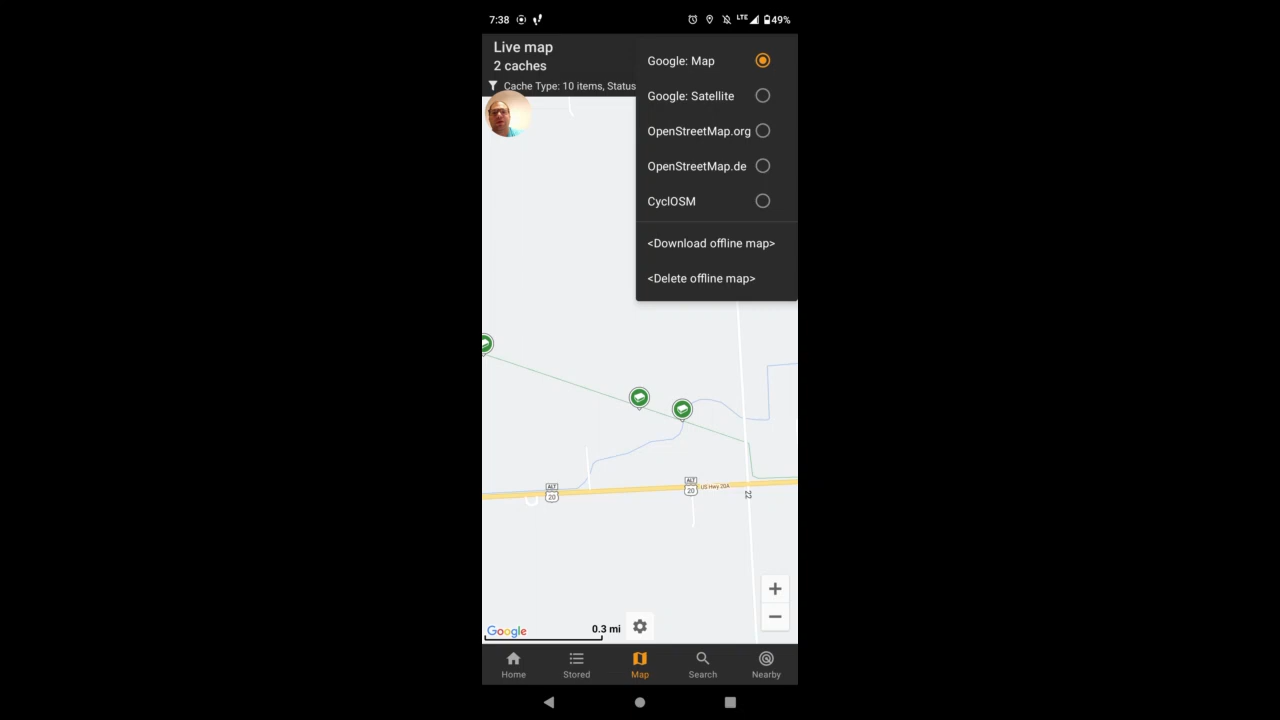 7:38
LTE 49%
Live map
2 caches
Cache Type: 10 items, Status
Google: Map
Google: Satellite
OpenStreetMap.org
OpenStreetMap.de
CyclOSM
<Download offline map>
<Delete offline map>
ALT
20
ALT
20
US Hwy 20A
22
+
−
Google
0.3 mi
Home
Stored
Map
Search
Nearby